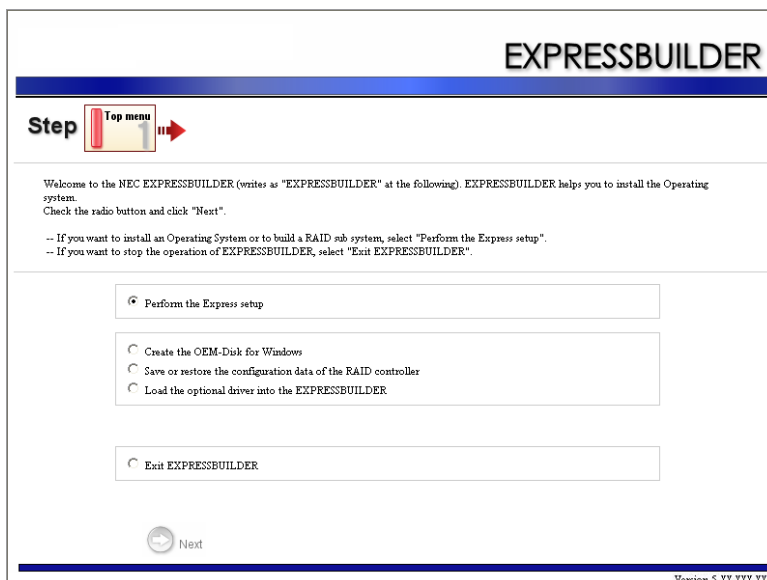 EXPRESSBUILDER
Step
Top menu
1
Welcome to the NEC EXPRESSBUILDER (writes as "EXPRESSBUILDER" at the following). EXPRESSBUILDER helps you to install the Operating
system.
Check the radio button and click "Next".
-- If you want to install an Operating System or to build a RAID sub system, select "Perform the Express setup".
-- If you want to stop the operation of EXPRESSBUILDER, select "Exit EXPRESSBUILDER".
Perform the Express setup
Create the OEM-Disk for Windows
Save or restore the configuration data of the RAID controller
Load the optional driver into the EXPRESSBUILDER
Exit EXPRESSBUILDER
Next